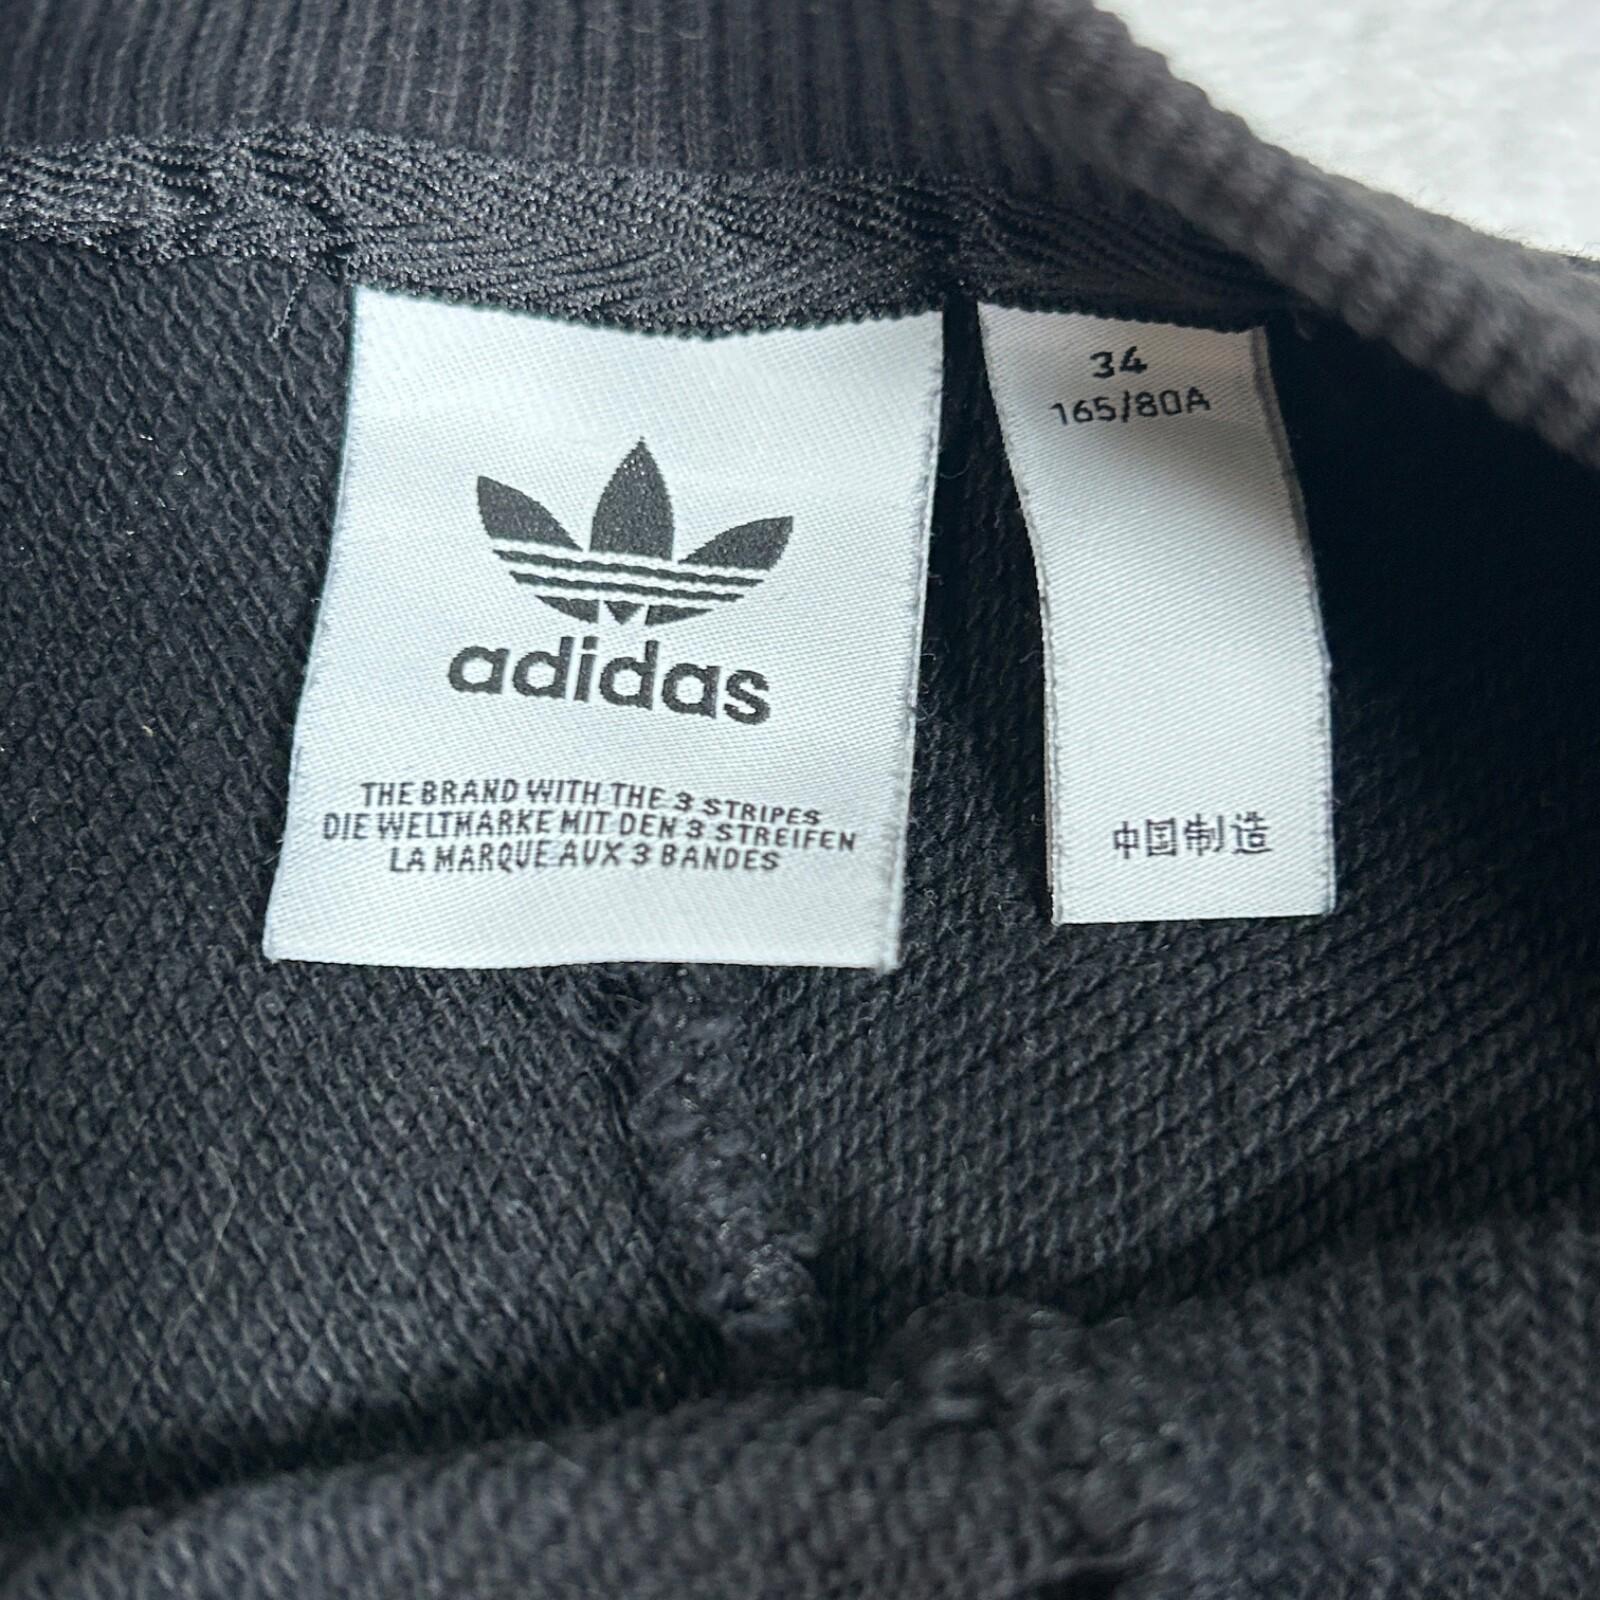 adidas
THE BRAND WITH THE 3 STRIPES
DIE WELTMARKE MIT DEN 3 STREIFEN
LA MARQUE AUX 3 BANDES
34
165/80A
中国制造